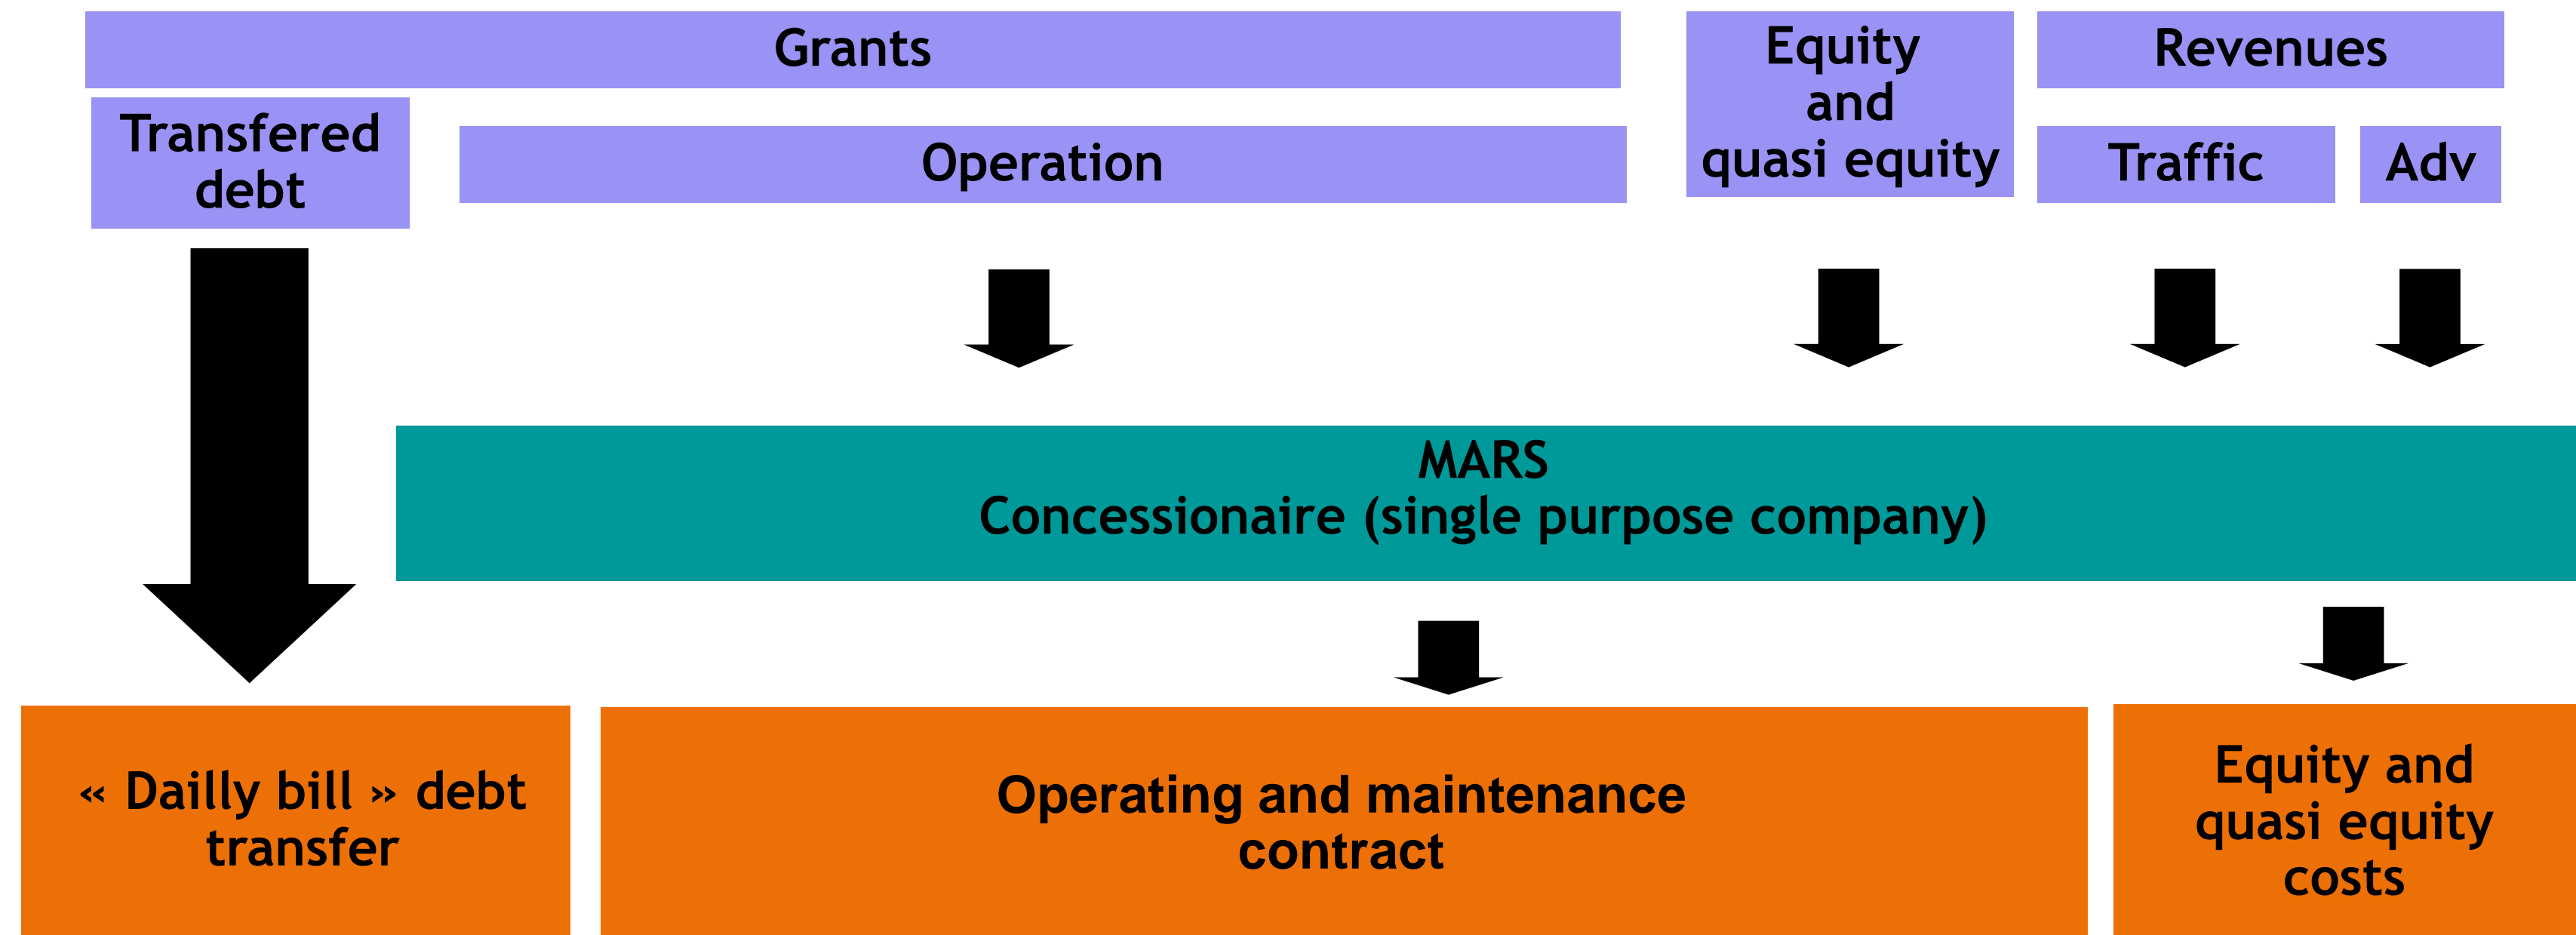 Grants
Equity
and
quasi equity
Revenues
Transfered
debt
Operation
Traffic
Adv
MARS
Concessionaire (single purpose company)
« Dailly bill » debt
transfer
Operating and maintenance
contract
Equity and
quasi equity
costs